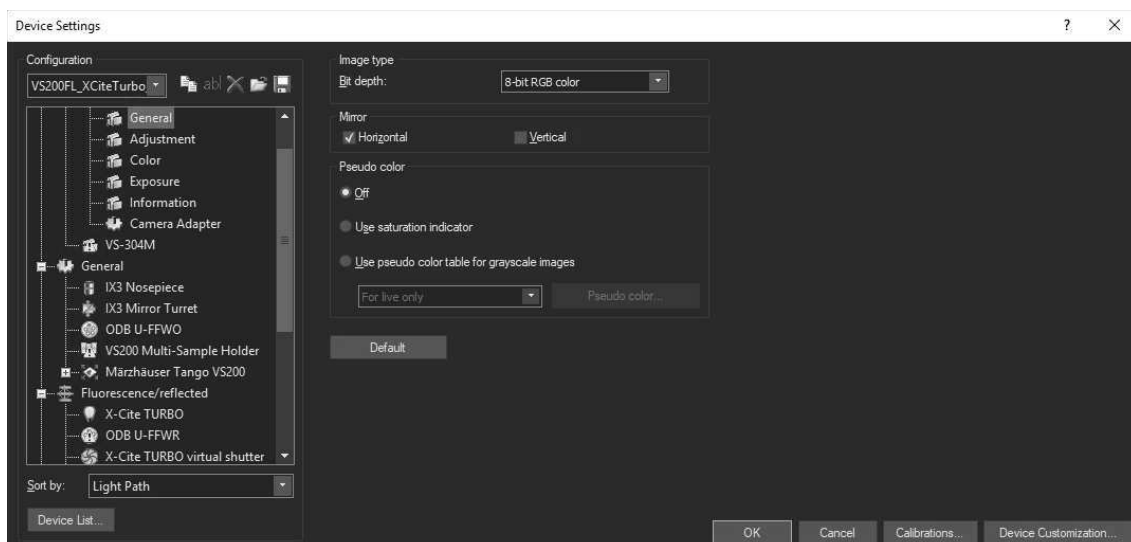 Device Settings
?
Configuration
VS200FL_XCiteTurbo
abl
General
Adjustment
Color
Exposure
Information
Camera Adapter
VS-304M
General
IX3 Nosepiece
IX3 Mirror Turret
ODB U-FFWO
VS200 Multi-Sample Holder
Märzhäuser Tango VS200
Fluorescence/reflected
X-Cite TURBO
ODB U-FFWR
X-Cite TURBO virtual shutter
Sort by: Light Path
Device List...
Image type
Bit depth: 8-bit RGB color
Mirror
Horizontal Vertical
Pseudo color
Off
Use saturation indicator
Use pseudo color table for grayscale images
For live only Pseudo color...
Default
OK Cancel Calibrations... Device Customization...